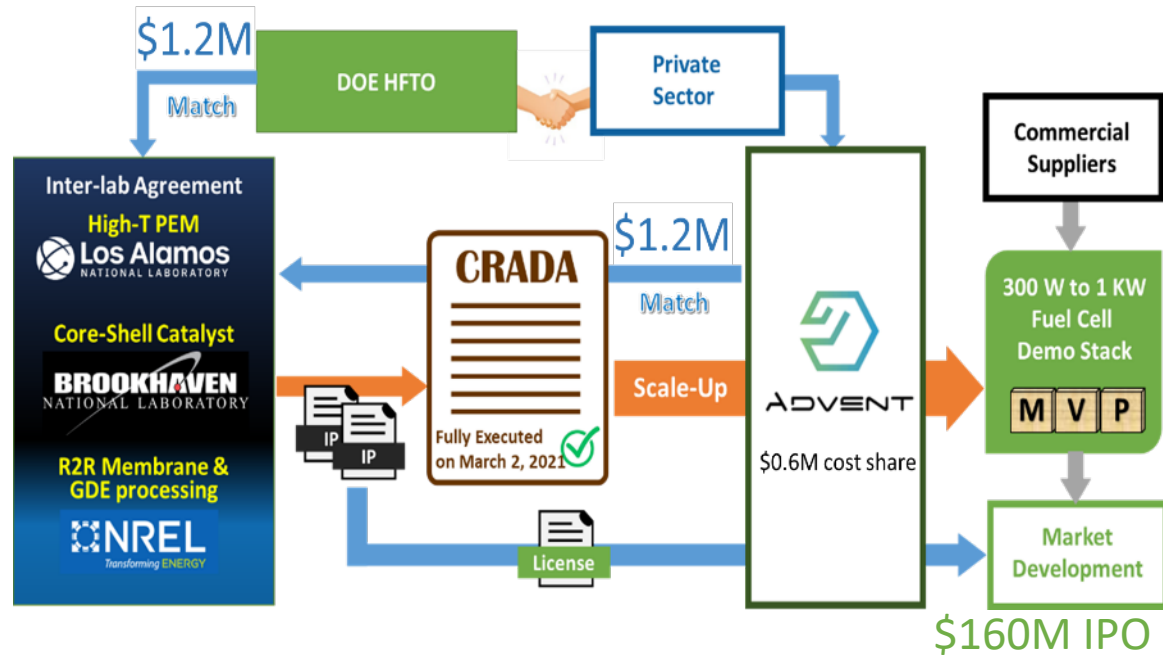 $1.2M
Match
DOE HFTO
Private
Sector
Commercial
Suppliers
Inter-lab Agreement
High-T PEM
Los Alamos
NATIONAL LABORATORY
Core-Shell Catalyst
BROOKHAVEN
NATIONAL LABORATORY
R2R Membrane &
GDE processing
NREL
Transforming ENERGY
IP
IP
CRADA
Fully Executed
on March 2, 2021
$1.2M
Match
Scale-Up
License
ADVENT
$0.6M cost share
300 W to 1 KW
Fuel Cell
Demo Stack
M V P
Market
Development
$160M IPO